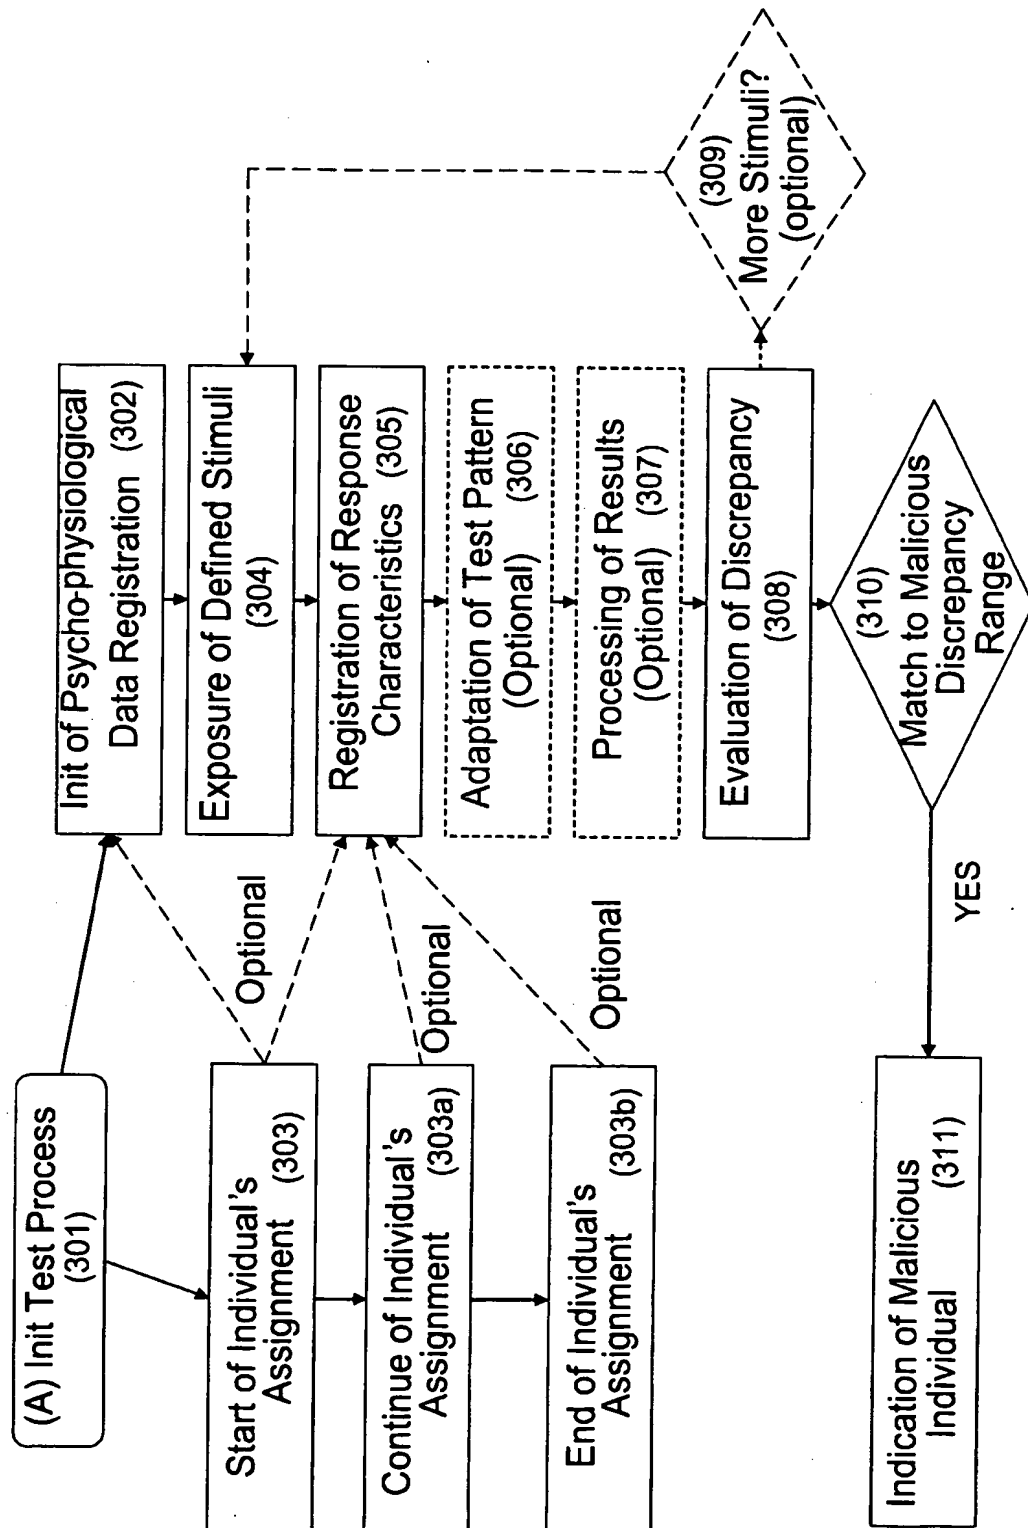 (A) Init Test Process
(301)
Start of Individual's
Assignment (303)
Continue of Individual's
Assignment (303a)
End of Individual's
Assignment (303b)
Optional
Optional
Optional
Init of Psycho-physiological
Data Registration (302)
Exposure of Defined Stimuli
(304)
Registration of Response
Characteristics (305)
Adaptation of Test Pattern
(Optional) (306)
Processing of Results
(Optional) (307)
Evaluation of Discrepancy
(308)
(309)
More Stimuli?
(optional)
(310)
Match to Malicious
Discrepancy
Range
YES
Indication of Malicious
Individual (311)